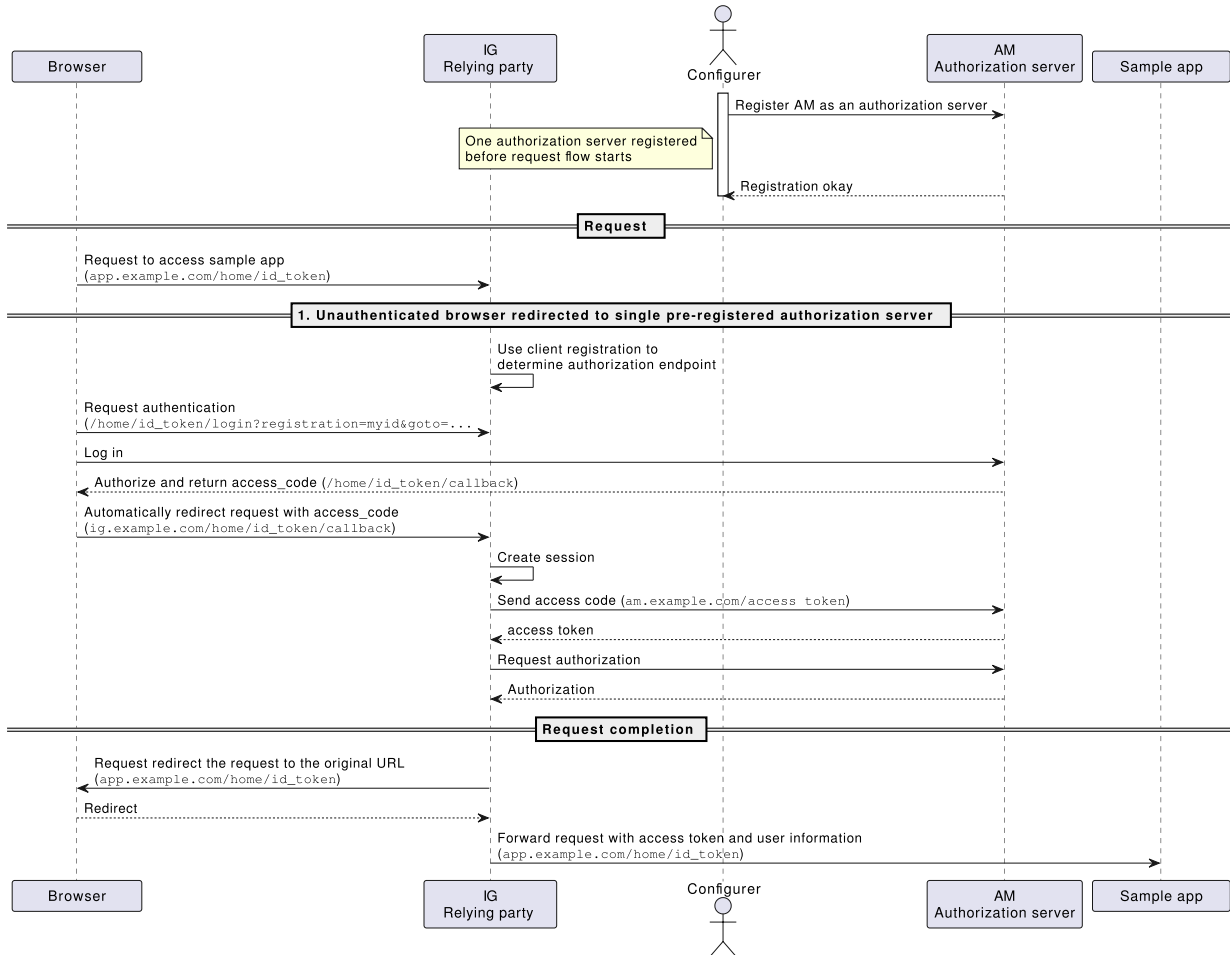 Browser
IG
Relying party
Configurer
AM
Authorization server
Sample app
Register AM as an authorization server
One authorization server registered
before request flow starts
Registration okay
Request
Request to access sample app
(app.example.com/home/id_token)
1. Unauthenticated browser redirected to single pre-registered authorization server
Use client registration to
determine authorization endpoint
Request authentication
(/home/id_token/login?registration=myid&goto=...
Log in
Authorize and return access_code (/home/id_token/callback)
Automatically redirect request with access_code
(ig.example.com/home/id_token/callback)
Create session
Send access code (am.example.com/access_token)
access token
Request authorization
Authorization
Request completion
Request redirect the request to the original URL
(app.example.com/home/id_token)
Redirect
Forward request with access token and user information
(app.example.com/home/id_token)
Browser
IG
Relying party
Configurer
AM
Authorization server
Sample app